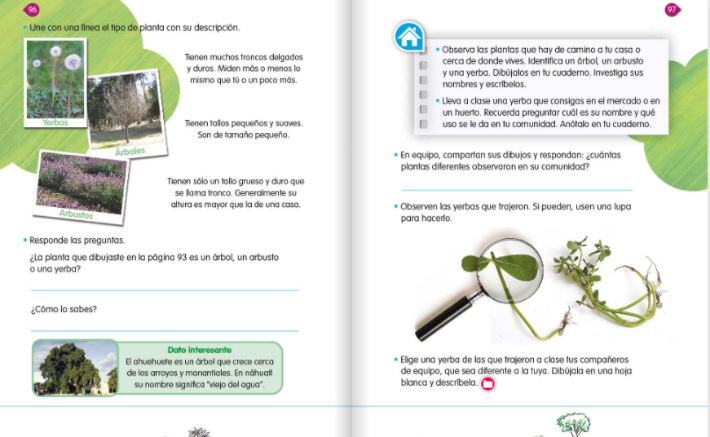 96
Une con una línea el tipo de planta con su descripción.
Yerbas
Árboles
Arbustos
Tienen muchos troncos delgados
y duros. Miden más o menos lo
mismo que tú o un poco más.
Tienen tallos pequeños y suaves.
Son de tamaño pequeño.
Tienen sólo un tallo grueso y duro que
se llama tronco. Generalmente su
altura es mayor que la de una casa.
Responde las preguntas.
¿La planta que dibujaste en la página 93 es un árbol, un arbusto
o una yerba?
¿Cómo lo sabes?
Dato interesante
El ahuehuete es un árbol que crece cerca
de los arroyos y manantiales. En náhuatl
su nombre significa "viejo del agua".
97
Observa las plantas que hay de camino a tu casa o
cerca de donde vives. Identifica un árbol, un arbusto
y una yerba. Dibújalos en tu cuaderno. Investiga sus
nombres y escríbelos.
Lleva a clase una yerba que consigas en el mercado o en
un huerto. Recuerda preguntar cuál es su nombre y qué
uso se le da en tu comunidad. Anótalo en tu cuaderno.
En equipo, compartan sus dibujos y respondan: ¿cuántas
plantas diferentes observaron en su comunidad?
Observen las yerbas que trajeron. Si pueden, usen una lupa
para hacerlo.
Elige una yerba de las que trajeron a clase tus compañeros
de equipo, que sea diferente a la tuya. Dibújala en una hoja
blanca y descríbela.